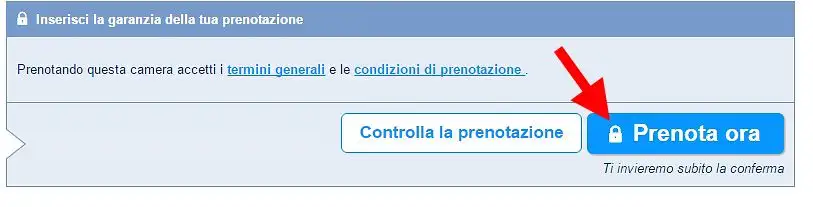 Inserisci la garanzia della tua prenotazione
Prenotando questa camera accetti i termini generali e le condizioni di prenotazione .
Controlla la prenotazione
Prenota ora
Ti invieremo subito la conferma